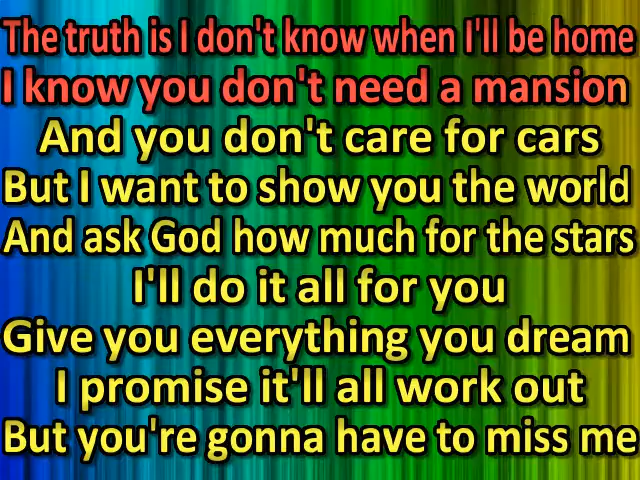 The truth is I don't know when I'll be home
I know you don't need a mansion
And you don't care for cars
But I want to show you the world
And ask God how much for the stars
I'll do it all for you
Give you everything you dream
I promise it'll all work out
But you're gonna have to miss me